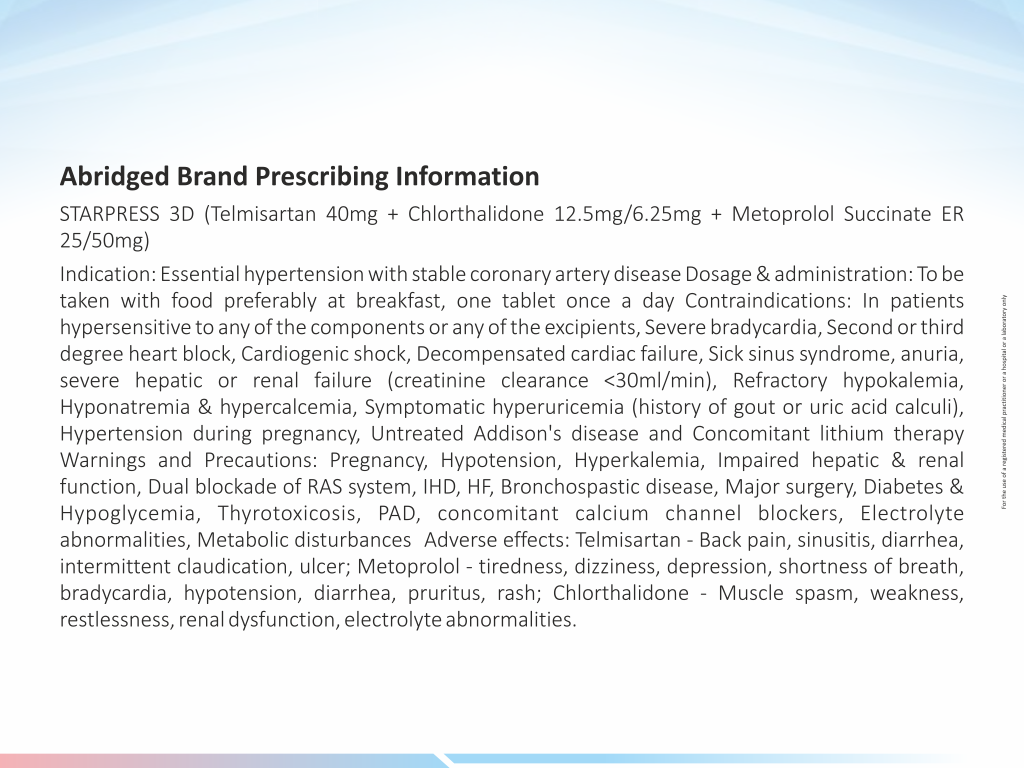 Abridged Brand Prescribing Information
STARPRESS 3D (Telmisartan 40mg + Chlorthalidone 12.5mg/6.25mg + Metoprolol Succinate ER
25/50mg)
Indication: Essential hypertension with stable coronary artery disease Dosage & administration: To be
taken with food preferably at breakfast, one tablet once a day Contraindications: In patients
hypersensitive to any of the components or any of the excipients, Severe bradycardia, Second or third
degree heart block, Cardiogenic shock, Decompensated cardiac failure, Sick sinus syndrome, anuria,
severe hepatic or renal failure (creatinine clearance <30ml/min), Refractory hypokalemia,
Hyponatremia & hypercalcemia, Symptomatic hyperuricemia (history of gout or uric acid calculi),
Hypertension during pregnancy, Untreated Addison's disease and Concomitant lithium therapy
Warnings and Precautions: Pregnancy, Hypotension, Hyperkalemia, Impaired hepatic & renal
function, Dual blockade of RAS system, IHD, HF, Bronchospastic disease, Major surgery, Diabetes &
Hypoglycemia, Thyrotoxicosis, PAD, concomitant calcium channel blockers, Electrolyte
abnormalities, Metabolic disturbances Adverse effects: Telmisartan - Back pain, sinusitis, diarrhea,
intermittent claudication, ulcer; Metoprolol - tiredness, dizziness, depression, shortness of breath,
bradycardia, hypotension, diarrhea, pruritus, rash; Chlorthalidone - Muscle spasm, weakness,
restlessness, renal dysfunction, electrolyte abnormalities.
For the use of a registered medical practitioner or a hospital or a laboratory only